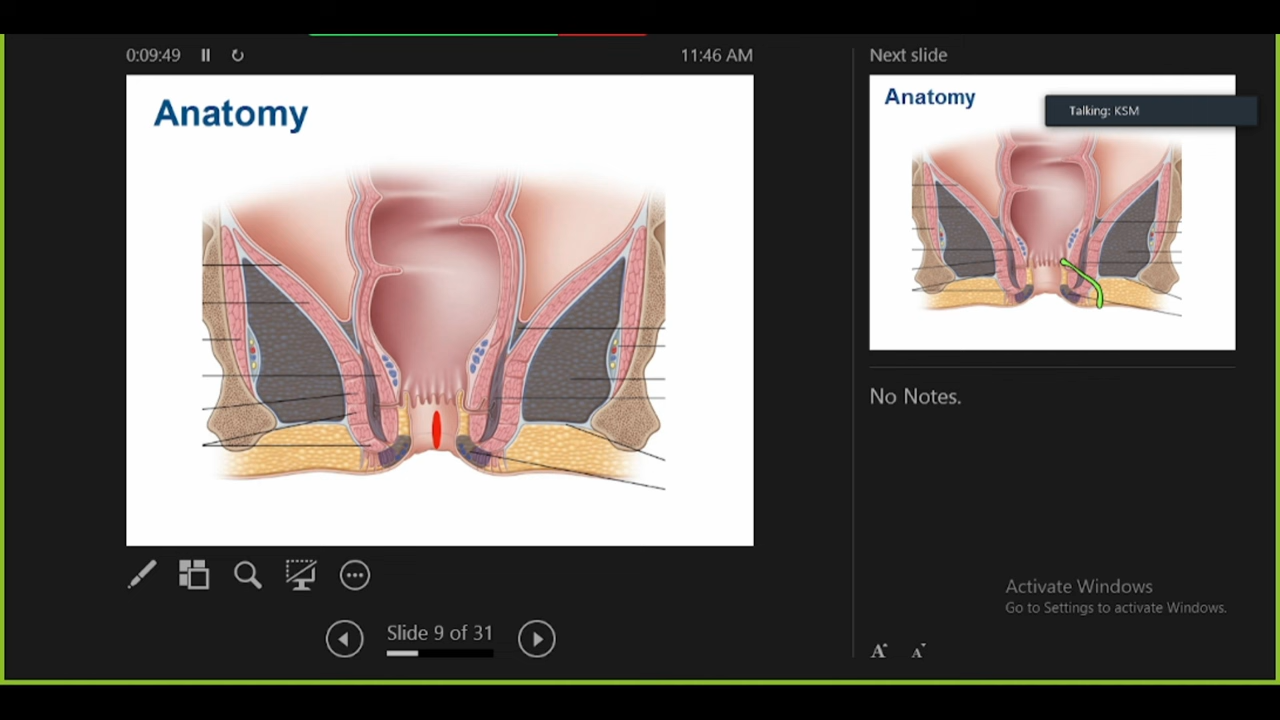 0:09:49
11:46 AM
Anatomy
Slide 9 of 31
Next slide
Anatomy
Talking: KSM
No Notes.
Activate Windows
Go to Settings to activate Windows.
A A